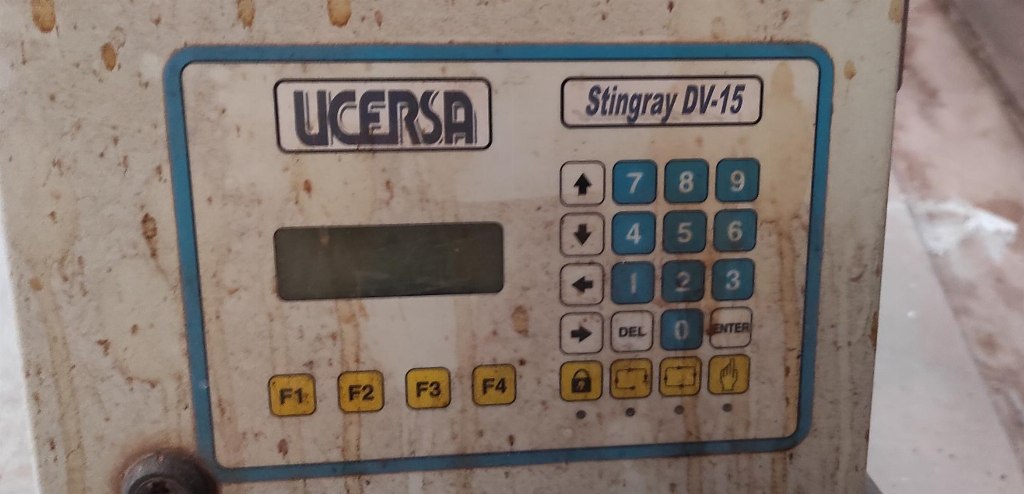 UCERSA
Stingray DV-15
7 8 9
4 5 6
1 2 3
DEL 0 ENTER
F1 F2 F3 F4